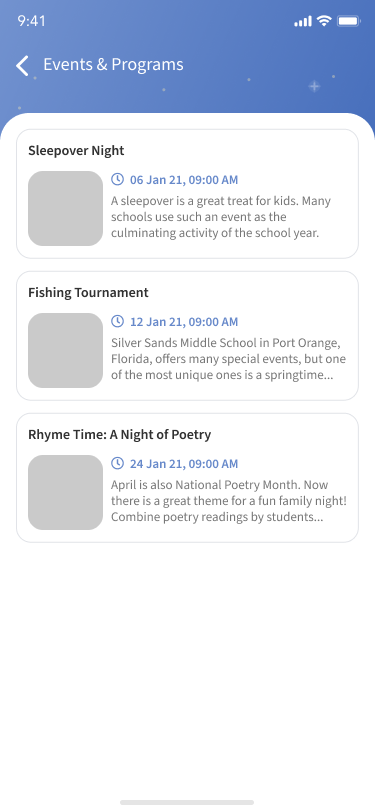 9:41
Events & Programs
Sleepover Night
06 Jan 21, 09:00 AM
A sleepover is a great treat for kids. Many
schools use such an event as the
culminating activity of the school year.
Fishing Tournament
12 Jan 21, 09:00 AM
Silver Sands Middle School in Port Orange,
Florida, offers many special events, but one
of the most unique ones is a springtime...
Rhyme Time: A Night of Poetry
24 Jan 21, 09:00 AM
April is also National Poetry Month. Now
there is a great theme for a fun family night!
Combine poetry readings by students...